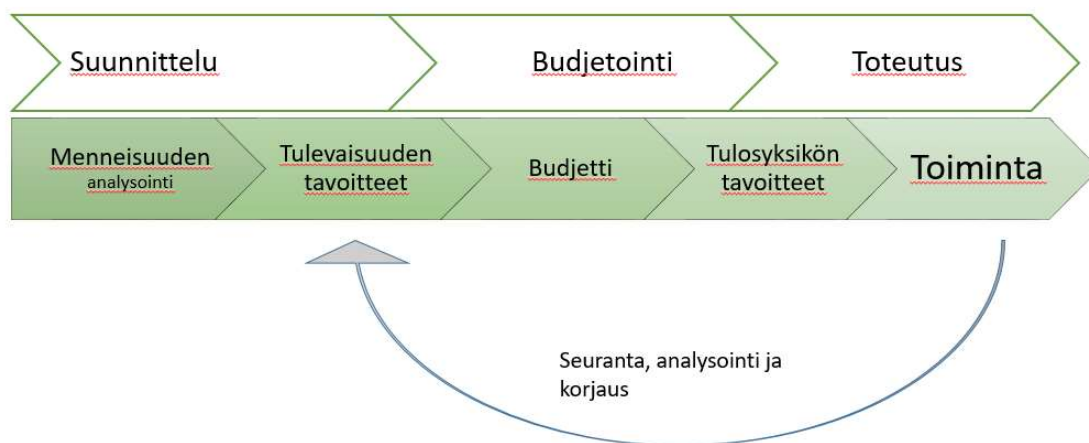 Suunnittelu
Budjetointi
Toteutus
Menneisuuden
analysointi
Tulevaisuuden
tavoitteet
Budjetti
Tulosyksikön
tavoitteet
Toiminta
Seuranta, analysointi ja
korjaus